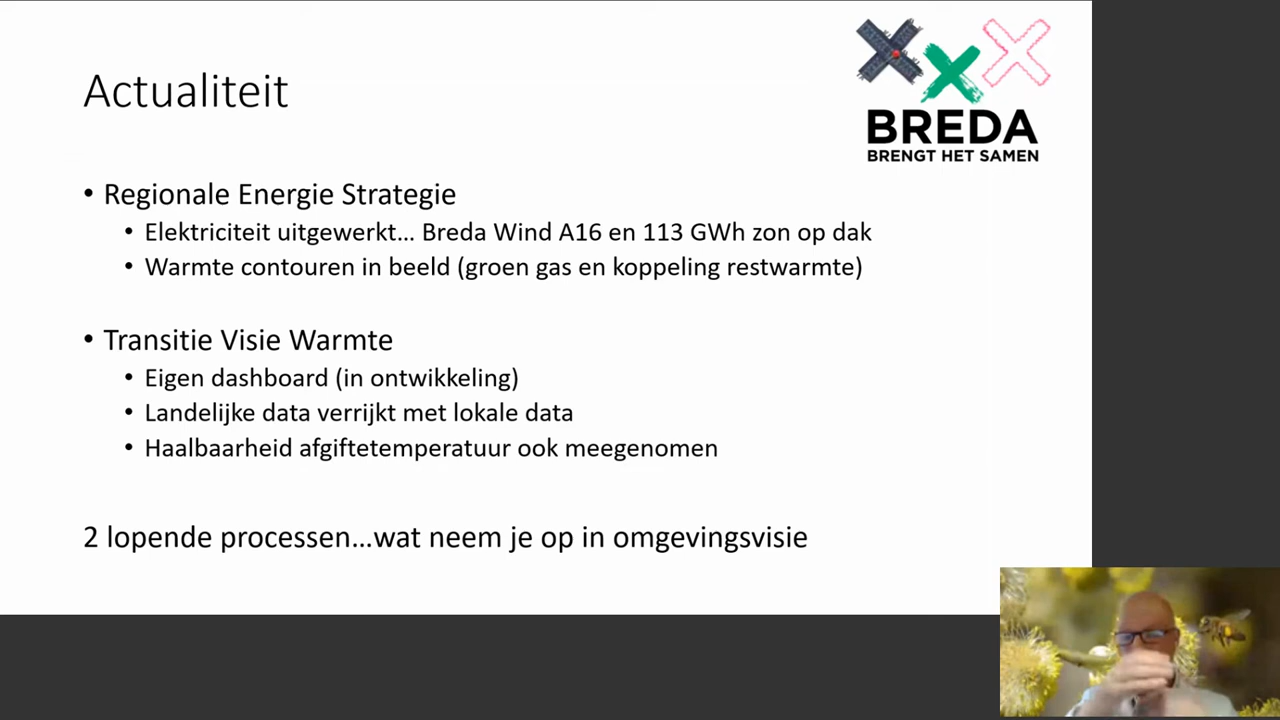 Actualiteit
BREDA
BRENGT HET SAMEN
• Regionale Energie Strategie
• Elektriciteit uitgewerkt... Breda Wind A16 en 113 GWh zon op dak
• Warmte contouren in beeld (groen gas en koppeling restwarmte)
• Transitie Visie Warmte
• Eigen dashboard (in ontwikkeling)
• Landelijke data verrijkt met lokale data
• Haalbaarheid afgiftetemperatuur ook meegenomen
2 lopende processen...wat neem je op in omgevingsvisie